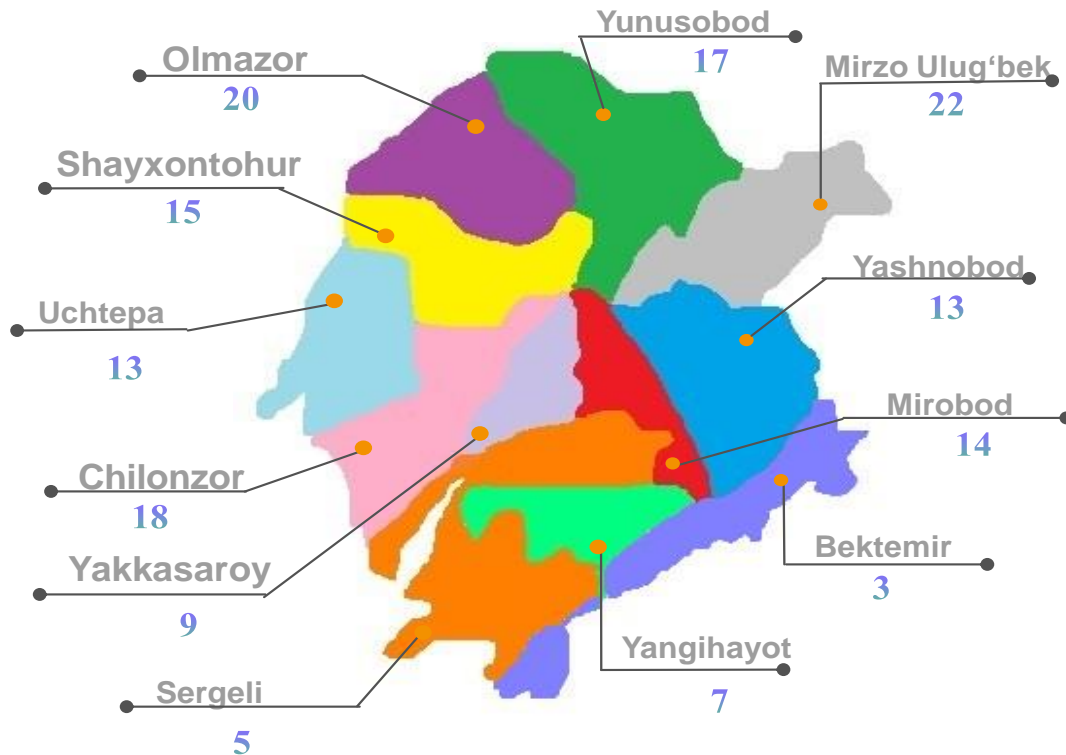 Yunusobod
17
Olmazor
20
Mirzo Ulug‘bek
22
Shayxontohur
15
Yashnobod
13
Uchtepa
13
Mirobod
14
Chilonzor
18
Bektemir
3
Yakkasaroy
9
Yangihayot
7
Sergeli
5